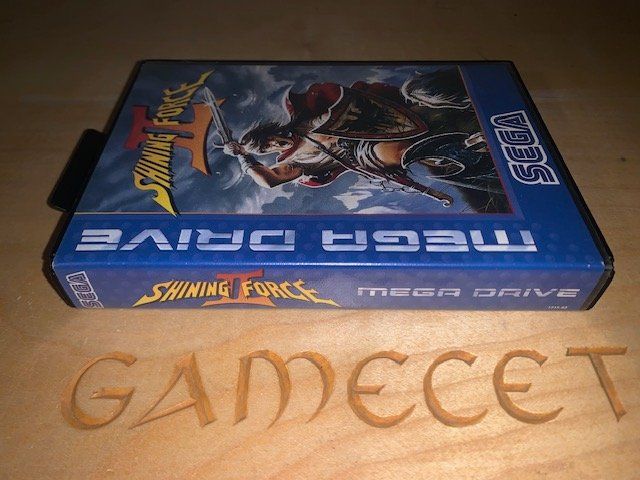 SHINING FORCE
II
SEGA
MEGA DRIVE
SEGA
SHINING FORCE
II
MEGA DRIVE
GAMECET